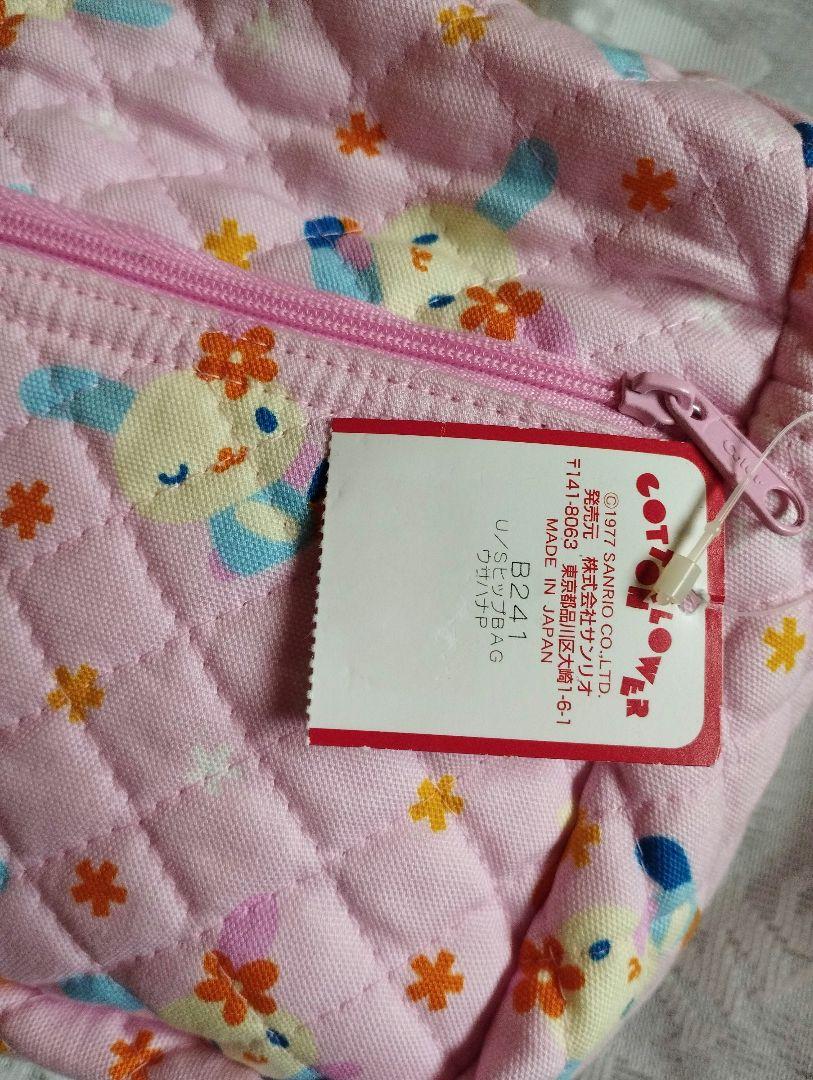 COTTON FLOWER
©1977 SANRIO CO.,LTD.
発売元 株式会社サンリオ
〒141-8063 東京都品川区大崎1-6-1
MADE IN JAPAN
B241
U/SヒップBAG
ウサハナP